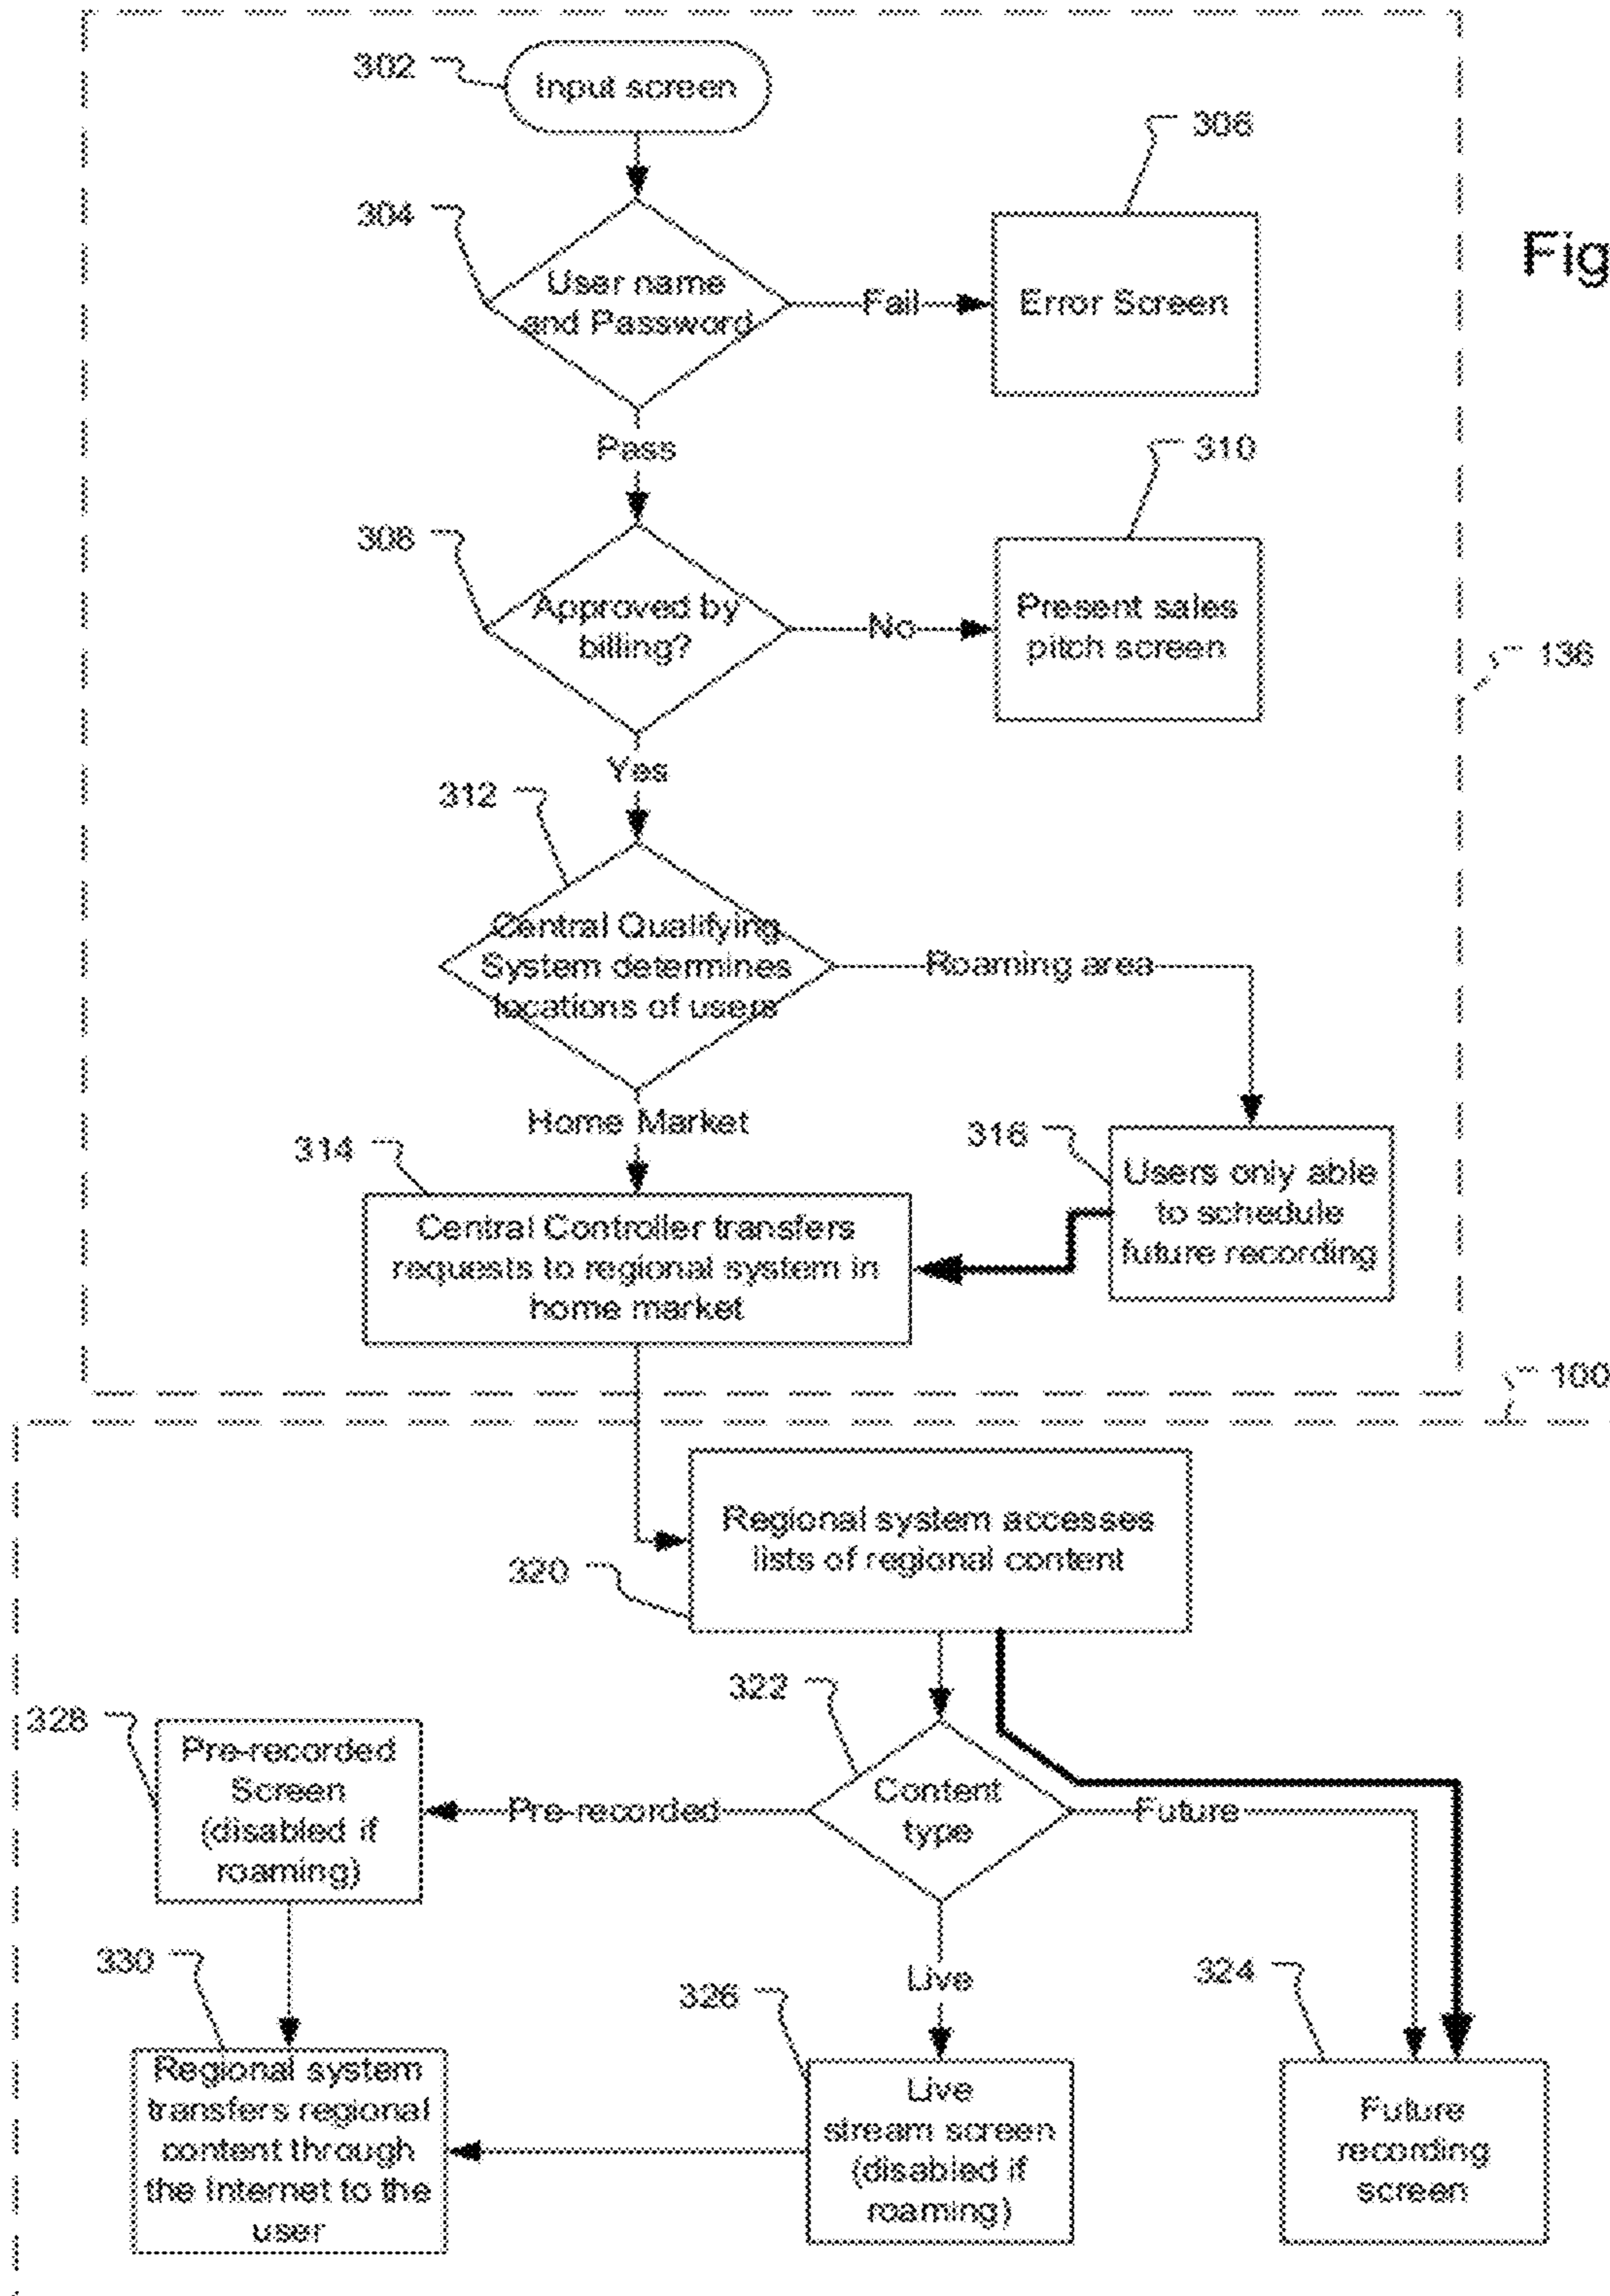 302
Input screen
306
304
User name
and Password
Fail
Error Screen
Fig
Pass
310
308
Approved by
billing?
No
Present sales
pitch screen
136
Yes
312
Central Qualifying
System determines
locations of users
Roaming area
Home Market
314
316
Users only able
to schedule
future recording
Central Controller transfers
requests to regional system in
home market
100
Regional system accesses
lists of regional content
320
322
328
Pre-recorded
Screen
(disabled if
roaming)
Pre-recorded
Content
type
Future
330
Live
326
324
Regional system
transfers regional
content through
the Internet to the
user
Live
stream screen
(disabled if
roaming)
Future
recording
screen